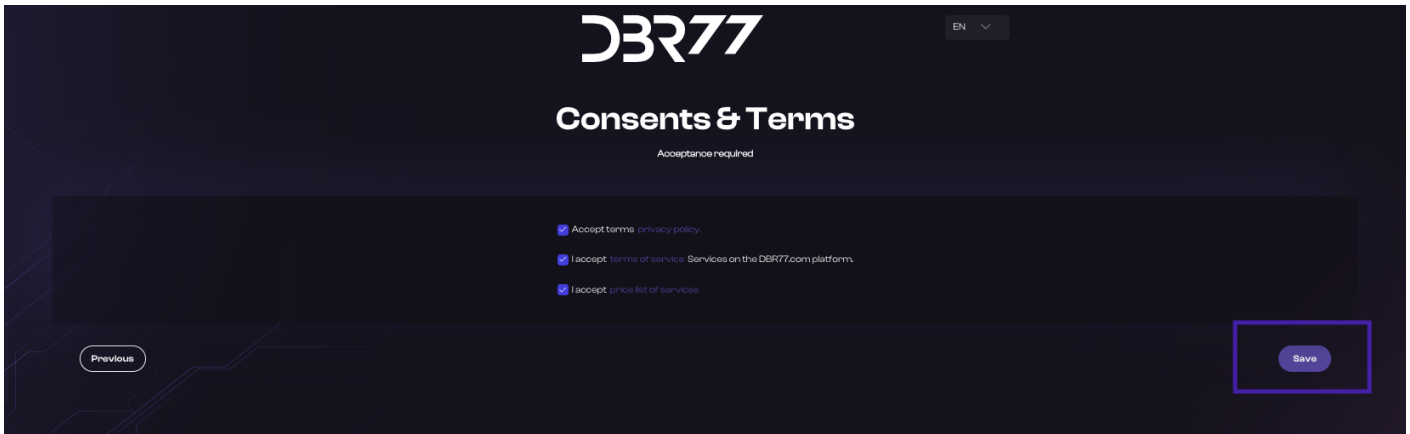 DBR77
EN
Consents & Terms
Acceptance required
Accept terms privacy policy.
I accept terms of service Services on the DBR77.com platform.
I accept price list of services
Previous
Save